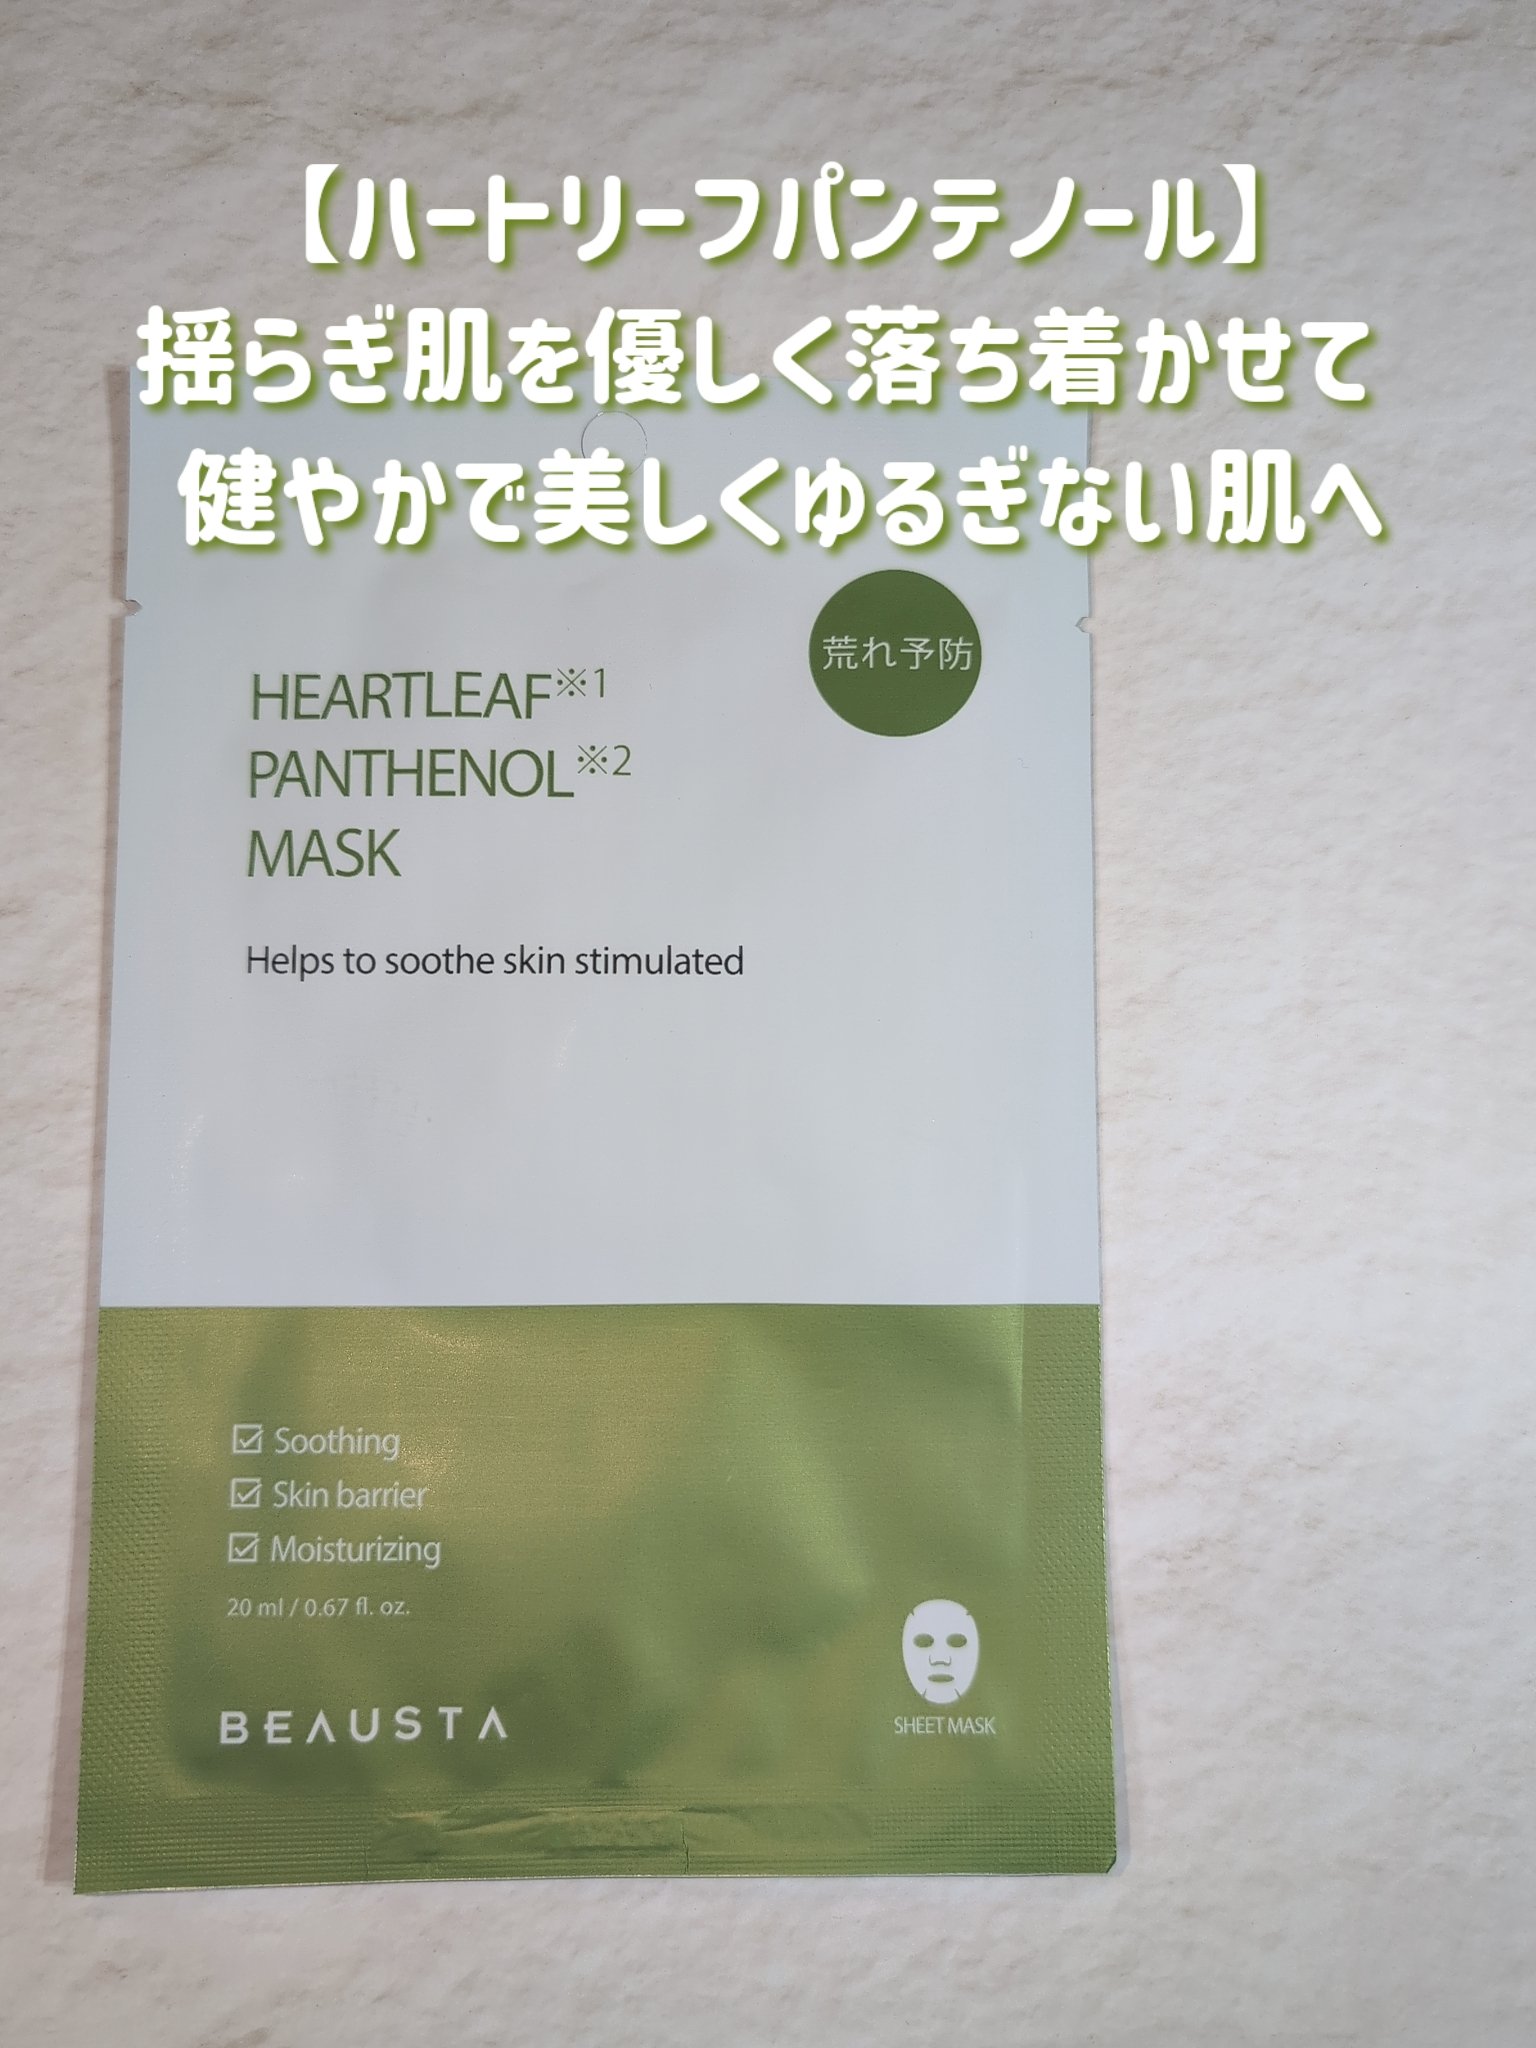 【ハートリーフパンテノール】
揺らぎ肌を優しく落ち着かせて
健やかで美しくゆるぎない肌へ
荒れ予防
HEARTLEAF※1
PANTHENOL※2
MASK
Helps to soothe skin stimulated
☑ Soothing
☑ Skin barrier
☑ Moisturizing
20 ml / 0.67 fl. oz.
BEAUSTA
SHEET MASK